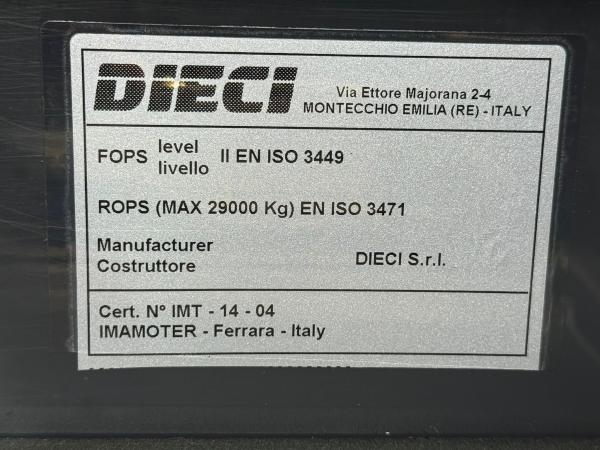 DIECI
Via Ettore Majorana 2-4
MONTECCHIO EMILIA (RE) - ITALY
FOPS level livello II EN ISO 3449
ROPS (MAX 29000 Kg) EN ISO 3471
Manufacturer
Costruttore DIECI S.r.l.
Cert. N° IMT - 14 - 04
IMAMOTER - Ferrara - Italy